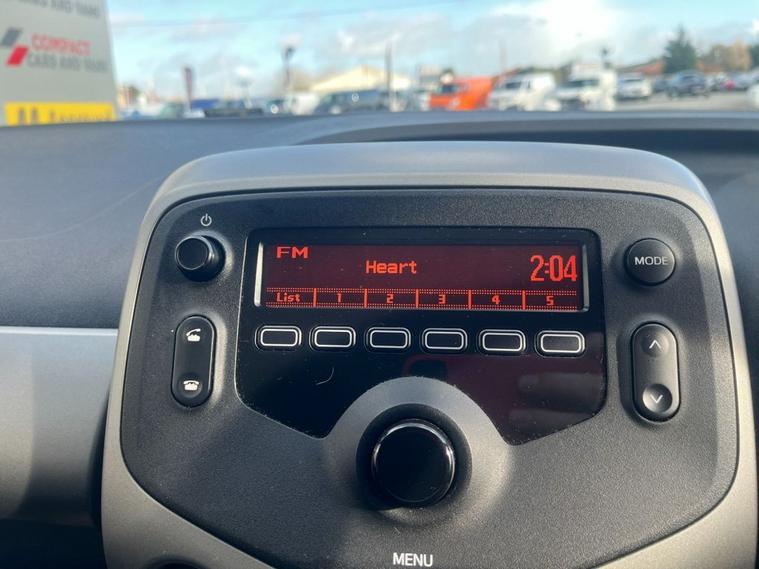 COMPACT
CARS AND VANS
FM
Heart
2:04
List 1 2 3 4 5
MODE
MENU